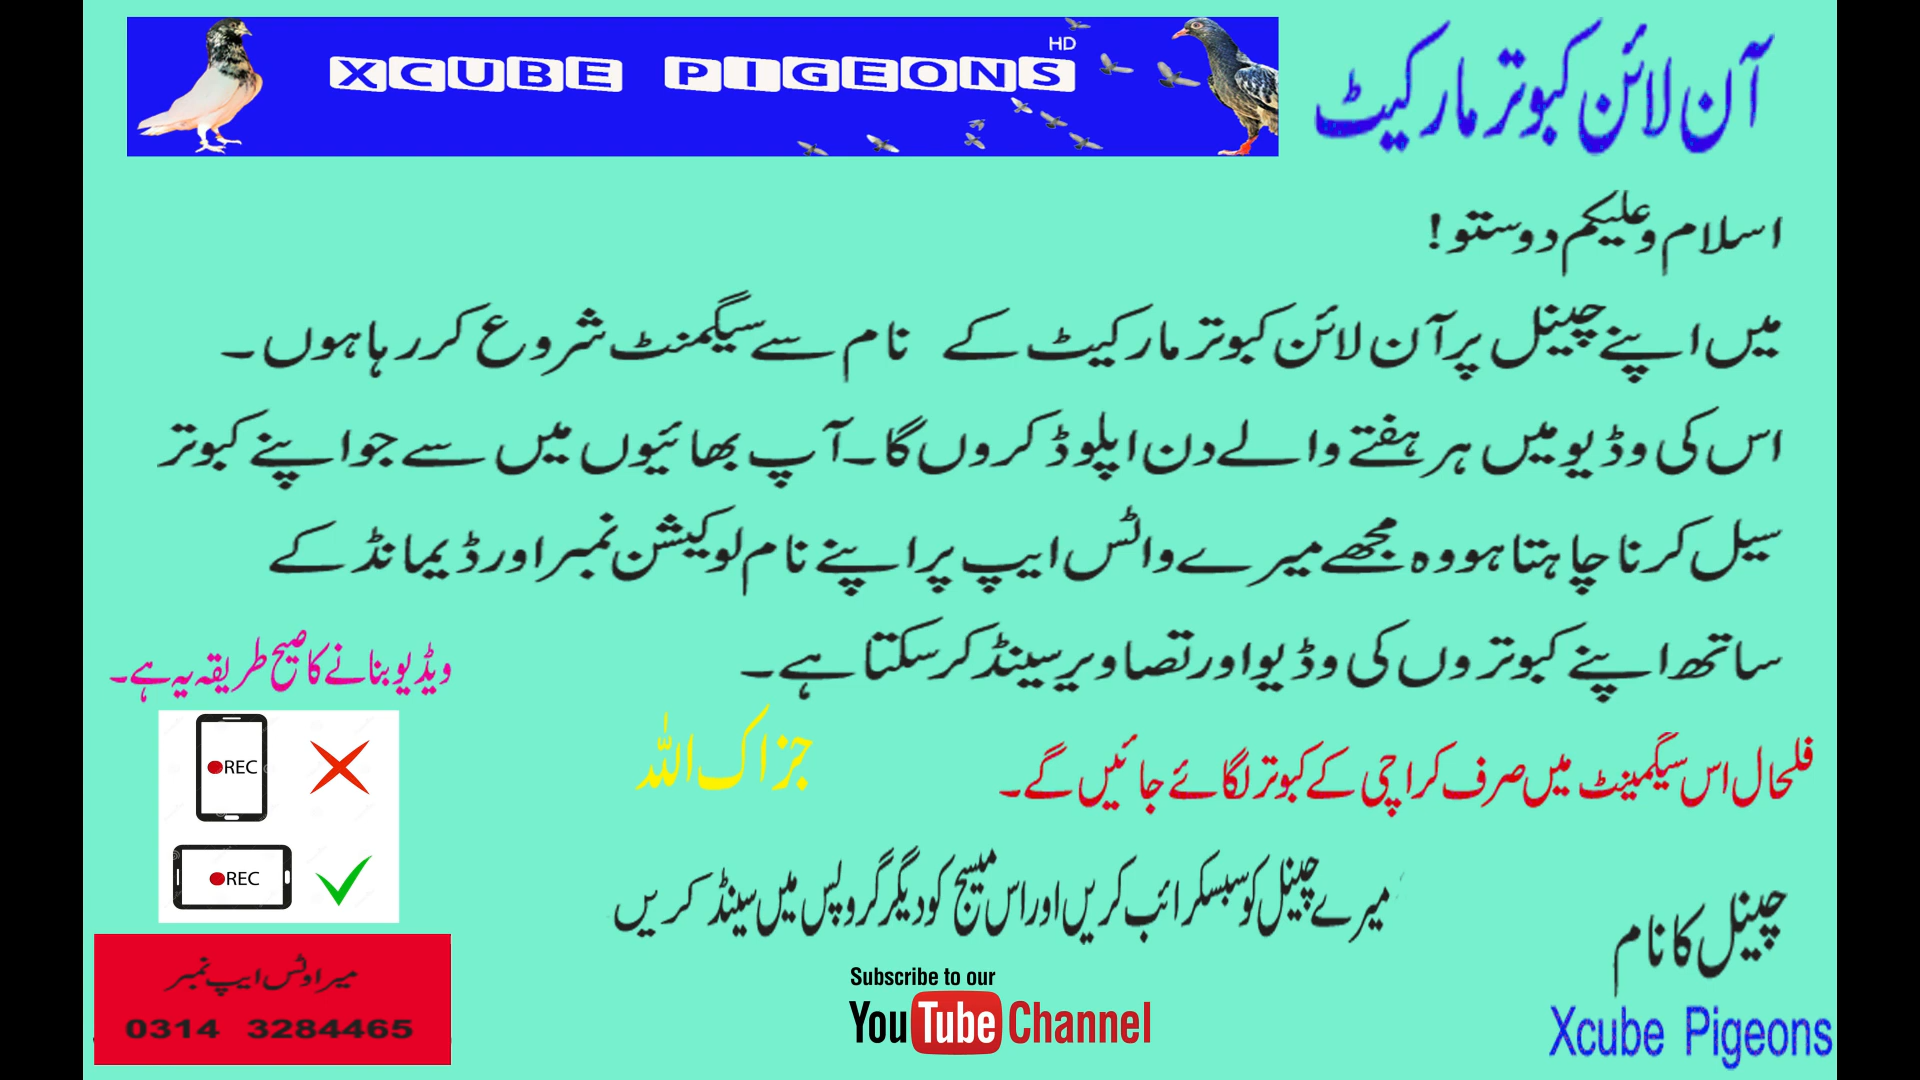 XCUBE PIGEONS HD
آن لائن کبوتر مارکیٹ
اسلام وعلیکم دوستو!
میں اپنے چینل پر آن لائن کبوتر مارکیٹ کے نام سے سیگمنٹ شروع کر رہا ہوں۔
اس کی وڈیو میں ہر ہفتے والے دن اپلوڈ کروں گا۔ آپ بھائیوں میں سے جو اپنے کبوتر
سیل کرنا چاہتا ہو وہ مجھے میرے واٹس ایپ پر اپنے نام لوکیشن نمبر اور ڈیمانڈ کے
ساتھ اپنے کبوتروں کی وڈیو اور تصاویر سینڈ کر سکتا ہے۔
ویڈیو بنانے کا صیح طریقہ یہ ہے۔
REC
REC
جزاک اللہ
فلحال اس سیگمینٹ میں صرف کراچی کے کبوتر لگائے جائیں گے۔
میرے چینل کو سبسکرائب کریں اور اس میسج کو دیگر گروپس میں سینڈ کریں
چینل کا نام
Xcube Pigeons
Subscribe to our
YouTube Channel
میرا وٹس ایپ نمبر
0314 3284465